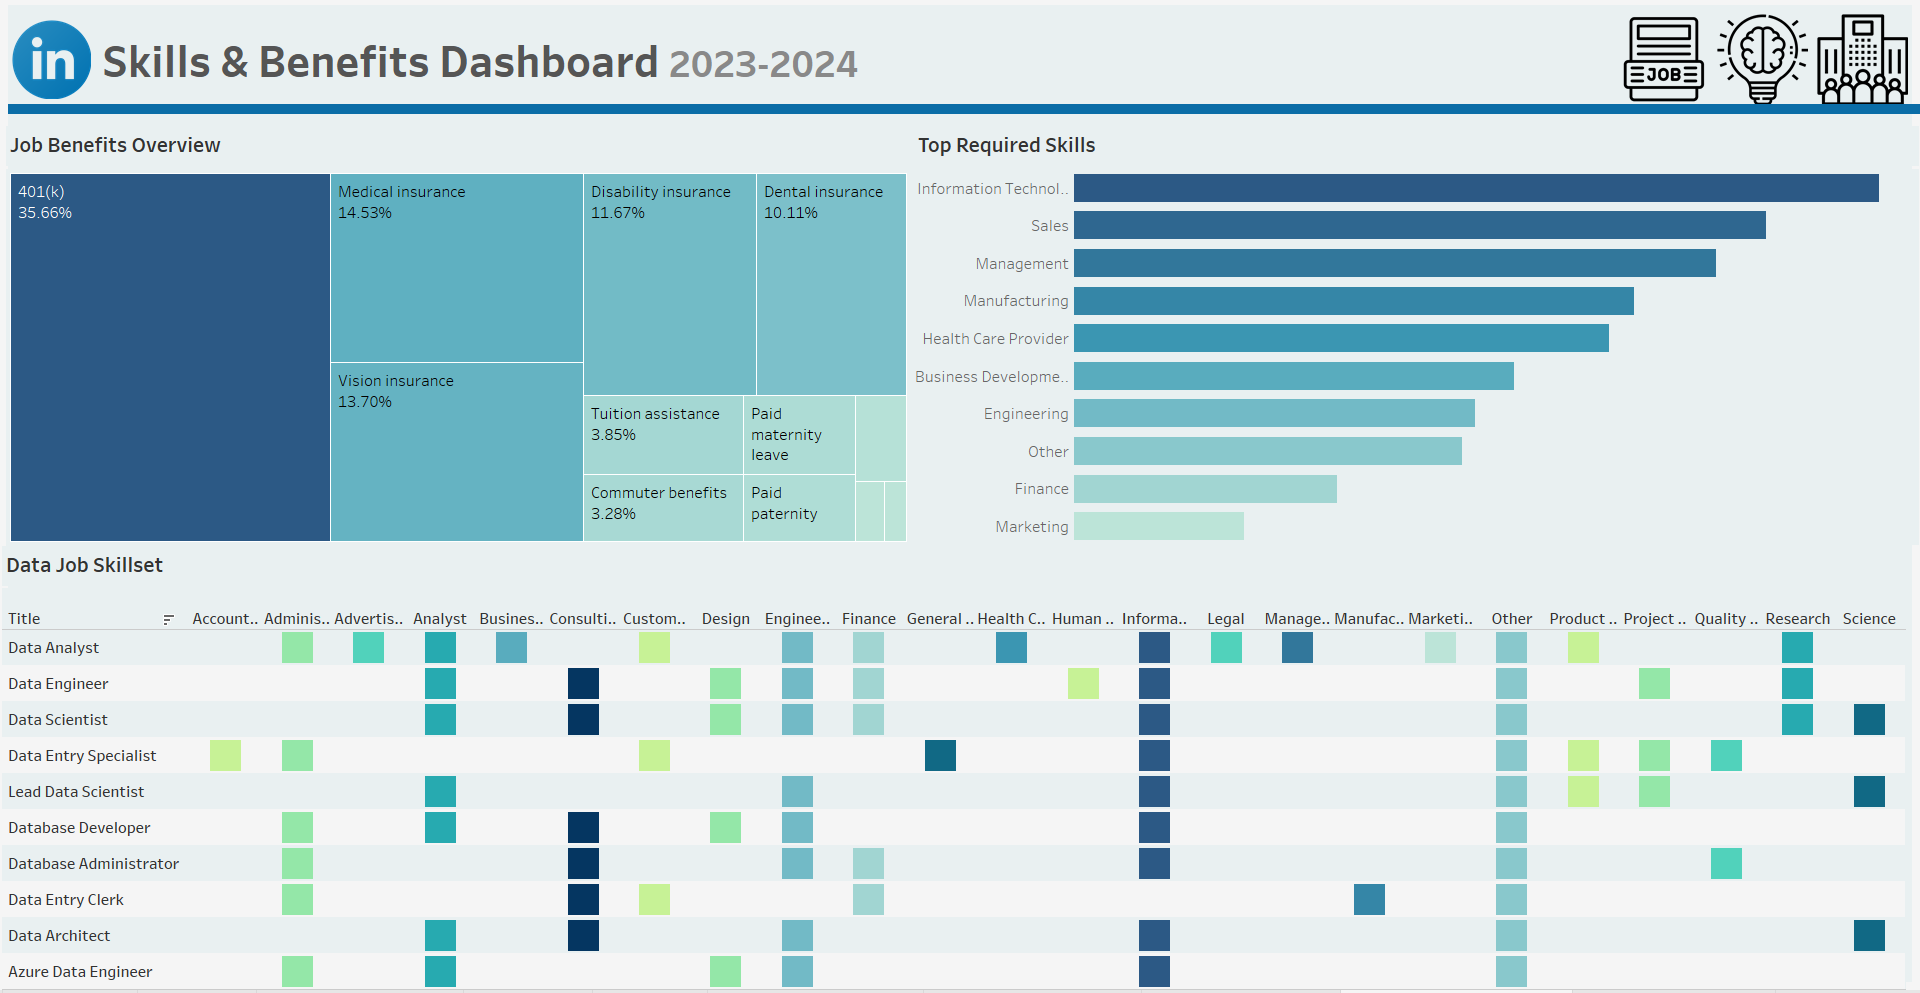 in Skills & Benefits Dashboard 2023-2024
JOB
Job Benefits Overview
401(k)
35.66%
Medical insurance
14.53%
Vision insurance
13.70%
Disability insurance
11.67%
Dental insurance
10.11%
Tuition assistance
3.85%
Commuter benefits
3.28%
Paid
maternity
leave
Paid
paternity
Top Required Skills
Information Technol..
Sales
Management
Manufacturing
Health Care Provider
Business Developme..
Engineering
Other
Finance
Marketing
Data Job Skillset
Title Account.. Adminis.. Advertis.. Analyst Busines.. Consulti.. Custom.. Design Enginee.. Finance General .. Health C.. Human .. Informa.. Legal Manage.. Manufac.. Marketi.. Other Product .. Project .. Quality .. Research Science
Data Analyst
Data Engineer
Data Scientist
Data Entry Specialist
Lead Data Scientist
Database Developer
Database Administrator
Data Entry Clerk
Data Architect
Azure Data Engineer